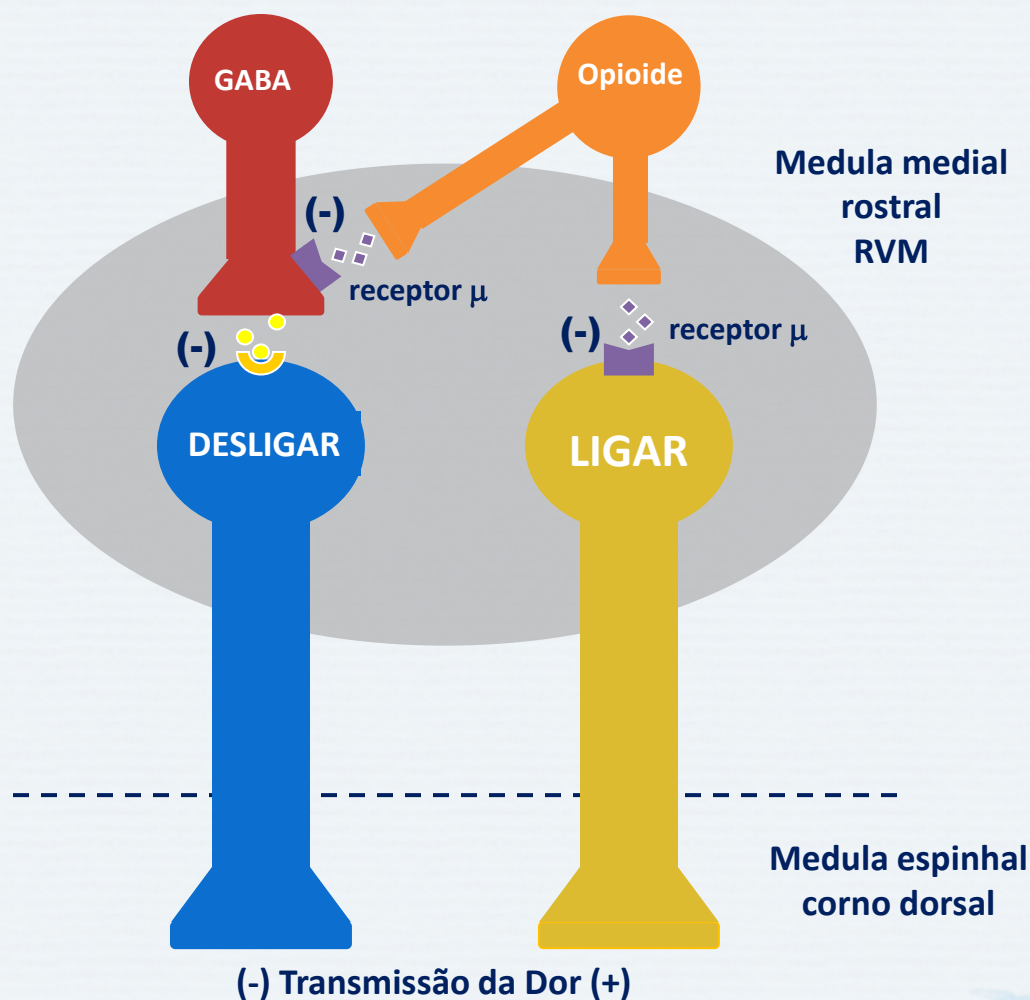 GABA
Opioide
Medula medial
rostral
RVM
(-)
receptor μ
(-)
(-)
receptor μ
DESLIGAR
LIGAR
Medula espinhal
corno dorsal
(-) Transmissão da Dor (+)